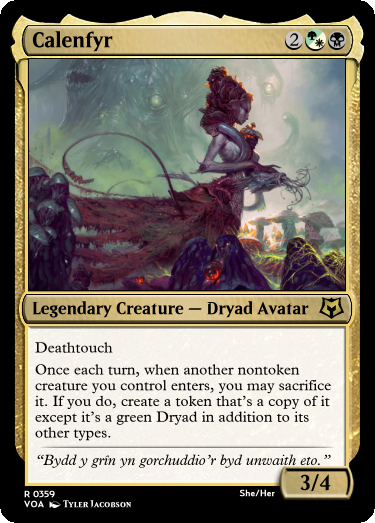 Calenfyr
2
Legendary Creature — Dryad Avatar
Deathtouch
Once each turn, when another nontoken
creature you control enters, you may sacrifice
it. If you do, create a token that's a copy of it
except it's a green Dryad in addition to its
other types.
“Bydd y grîn yn gorchuddio’r byd unwaith eto.”
3/4
R 0359
She/Her
VOA Tyler Jacobson